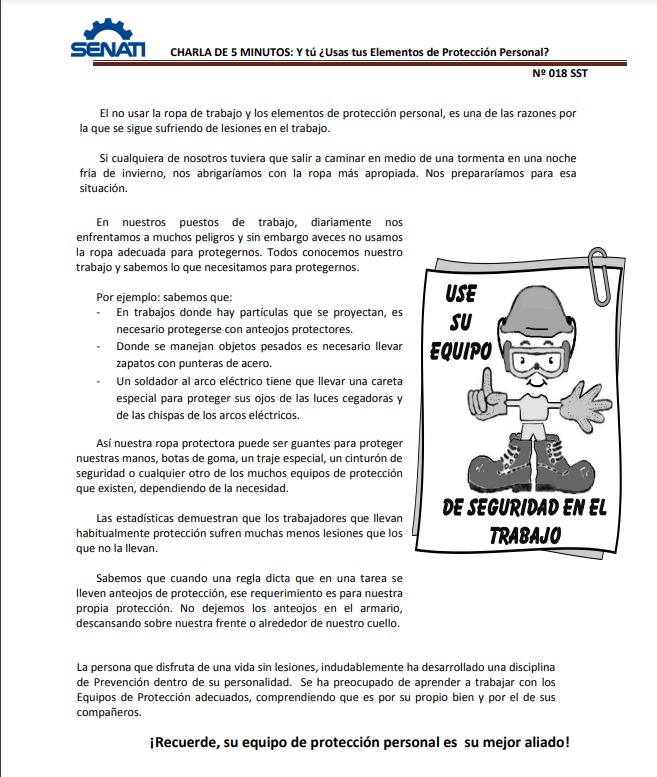 SENATI
CHARLA DE 5 MINUTOS: Y tú ¿Usas tus Elementos de Protección Personal?
Nº 018 SST
El no usar la ropa de trabajo y los elementos de protección personal, es una de las razones por
la que se sigue sufriendo de lesiones en el trabajo.
Si cualquiera de nosotros tuviera que salir a caminar en medio de una tormenta en una noche
fría de invierno, nos abrigaríamos con la ropa más apropiada. Nos prepararíamos para esa
situación.
En nuestros puestos de trabajo, diariamente nos
enfrentamos a muchos peligros y sin embargo aveces no usamos
la ropa adecuada para protegernos. Todos conocemos nuestro
trabajo y sabemos lo que necesitamos para protegernos.
Por ejemplo: sabemos que:
- En trabajos donde hay partículas que se proyectan, es
necesario protegerse con anteojos protectores.
- Donde se manejan objetos pesados es necesario llevar
zapatos con punteras de acero.
- Un soldador al arco eléctrico tiene que llevar una careta
especial para proteger sus ojos de las luces cegadoras y
de las chispas de los arcos eléctricos.
Así nuestra ropa protectora puede ser guantes para proteger
nuestras manos, botas de goma, un traje especial, un cinturón de
seguridad o cualquier otro de los muchos equipos de protección
que existen, dependiendo de la necesidad.
Las estadísticas demuestran que los trabajadores que llevan
habitualmente protección sufren muchas menos lesiones que los
que no la llevan.
Sabemos que cuando una regla dicta que en una tarea se
lleven anteojos de protección, ese requerimiento es para nuestra
propia protección. No dejemos los anteojos en el armario,
descansando sobre nuestra frente o alrededor de nuestro cuello.
USE
SU
EQUIPO
DE SEGURIDAD EN EL
TRABAJO
La persona que disfruta de una vida sin lesiones, indudablemente ha desarrollado una disciplina
de Prevención dentro de su personalidad. Se ha preocupado de aprender a trabajar con los
Equipos de Protección adecuados, comprendiendo que es por su propio bien y por el de sus
compañeros.
¡Recuerde, su equipo de protección personal es su mejor aliado!